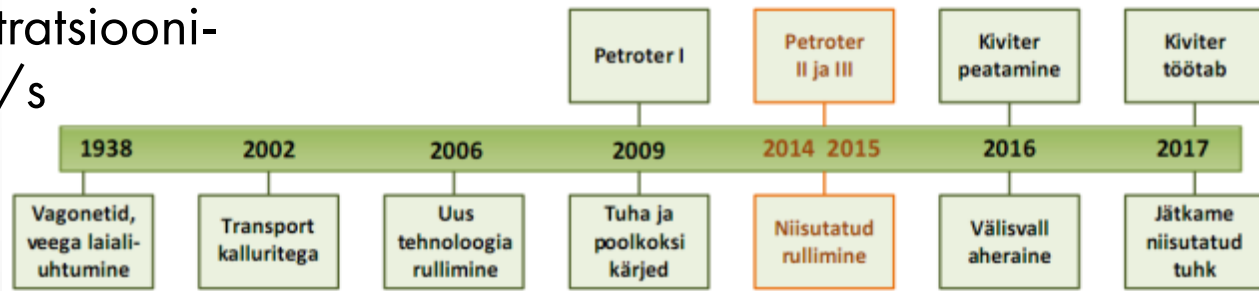 tratsiooni-
/s
Petroter I
Petroter
II ja III
Kiviter
peatamine
Kiviter
töötab
1938
2002
2006
2009
2014 2015
2016
2017
Vagonetid,
veega laiali-
uhtumine
Transport
kalluritega
Uus
tehnoloogia
rullimine
Tuha ja
poolkoksi
kärjed
Niisutatud
rullimine
Välisvall
aheraine
Jätkame
niisutatud
tuhk